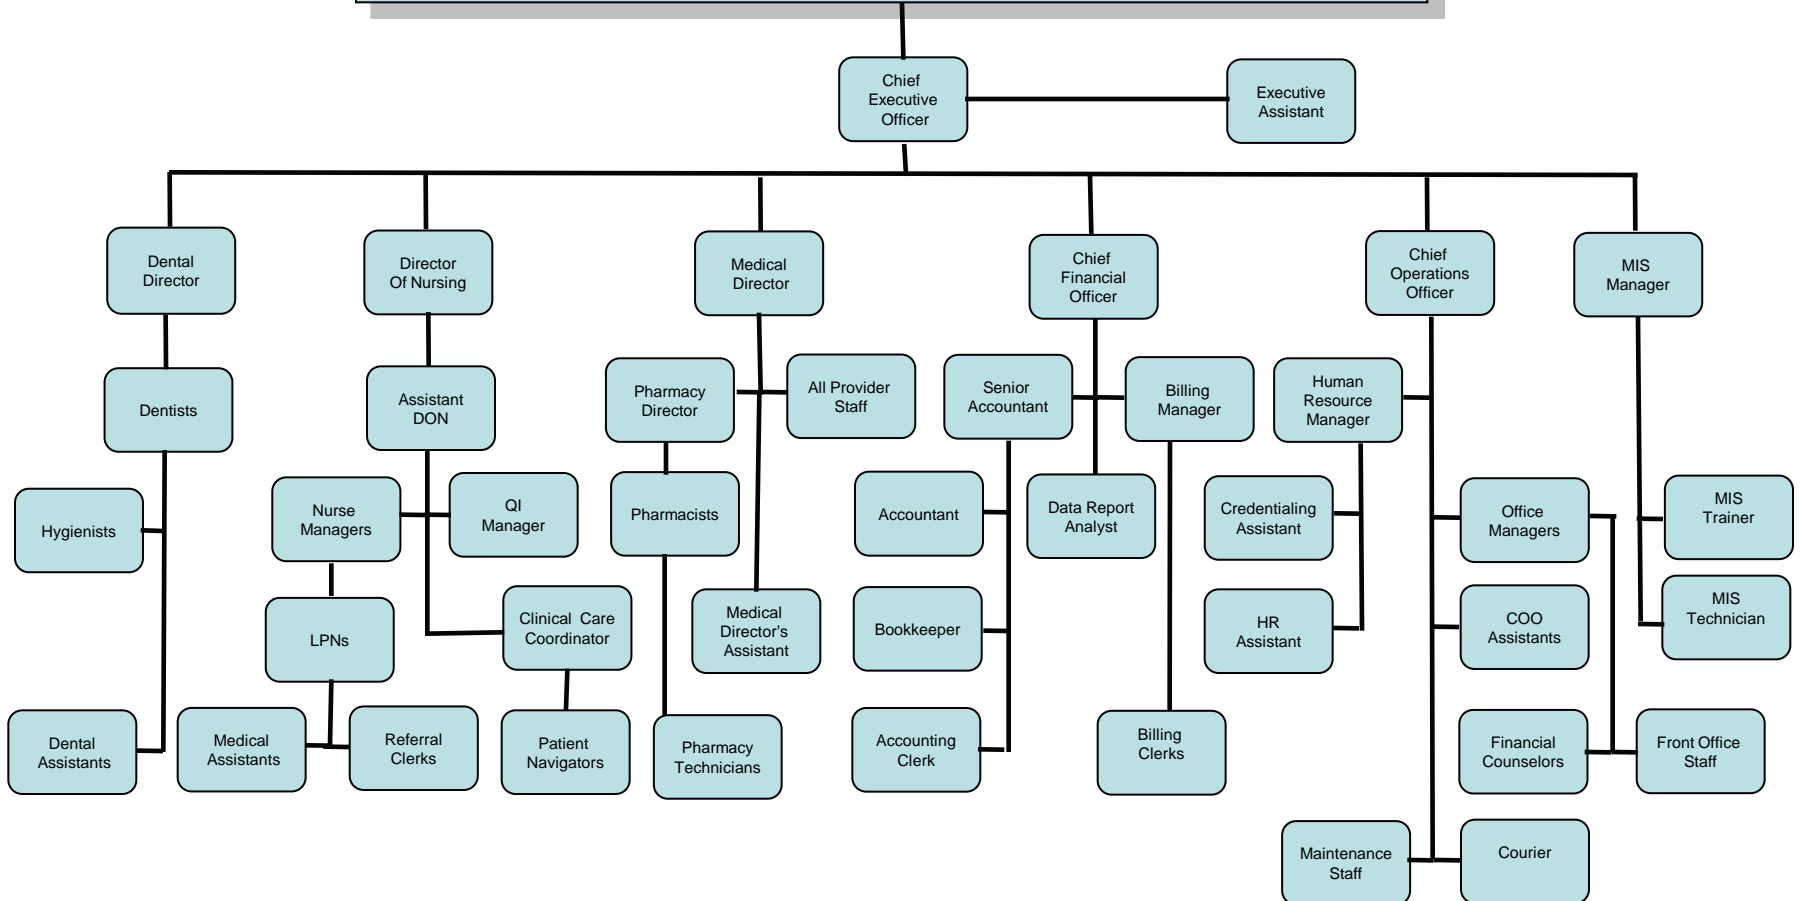 Chief
Executive
Officer
Executive
Assistant
Dental
Director
Director
Of Nursing
Medical
Director
Chief
Financial
Officer
Chief
Operations
Officer
MIS
Manager
Dentists
Assistant
DON
Pharmacy
Director
All Provider
Staff
Senior
Accountant
Billing
Manager
Human
Resource
Manager
Hygienists
Nurse
Managers
QI
Manager
Pharmacists
Accountant
Data Report
Analyst
Credentialing
Assistant
Office
Managers
MIS
Trainer
LPNs
Clinical Care
Coordinator
Medical
Director's
Assistant
Bookkeeper
HR
Assistant
COO
Assistants
MIS
Technician
Dental
Assistants
Medical
Assistants
Referral
Clerks
Patient
Navigators
Pharmacy
Technicians
Accounting
Clerk
Billing
Clerks
Financial
Counselors
Front Office
Staff
Maintenance
Staff
Courier